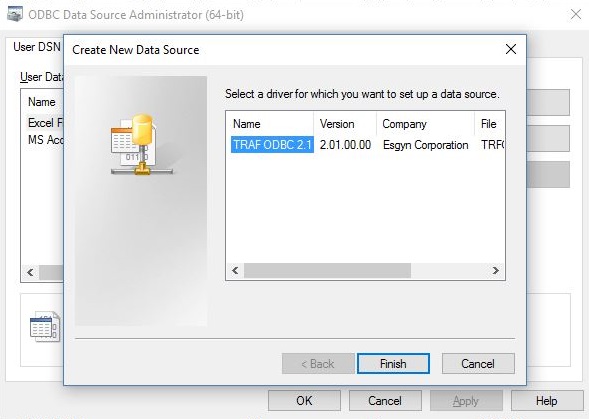 ODBC Data Source Administrator (64-bit)
Create New Data Source
User DSN
User Data
Name
Excel F
MS Acc
Select a driver for which you want to set up a data source.
Name Version Company File
TRAF ODBC 2.1 2.01.00.00 Esgyn Corporation TRFO
< Back Finish Cancel
OK Cancel Apply Help